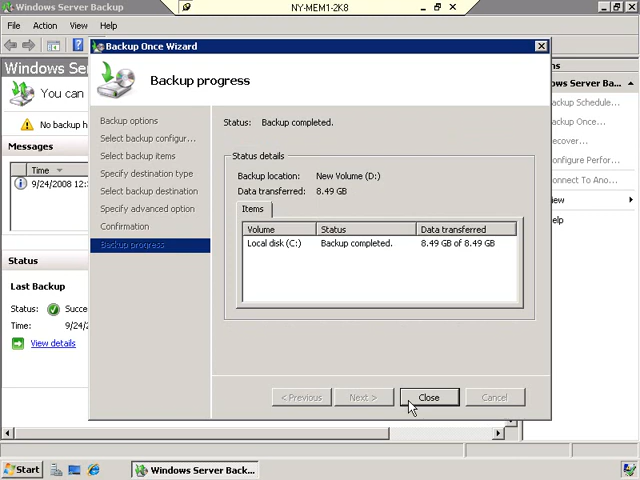 Windows Server Backup
NY-MEM1-2K8
File Action View Help
Backup Once Wizard
Windows Se
ns
Backup progress
You can
No backup h
Messages
Time
9/24/2008 12:
Status
Last Backup
Status: Succe
Time: 9/24/2
View details
Backup options
Select backup configur...
Select backup items
Specify destination type
Select backup destination
Specify advanced option
Confirmation
Backup progress
Status: Backup completed.
Status details
Backup location: New Volume (D:)
Data transferred: 8.49 GB
Items
Volume Status Data transferred
Local disk (C:) Backup completed. 8.49 GB of 8.49 GB
< Previous Next > Close Cancel
ows Server Ba...
ackup Schedule...
ackup Once...
ecover...
onfigure Perfor...
onnect To Ano...
iew
elp
Start
Windows Server Back...